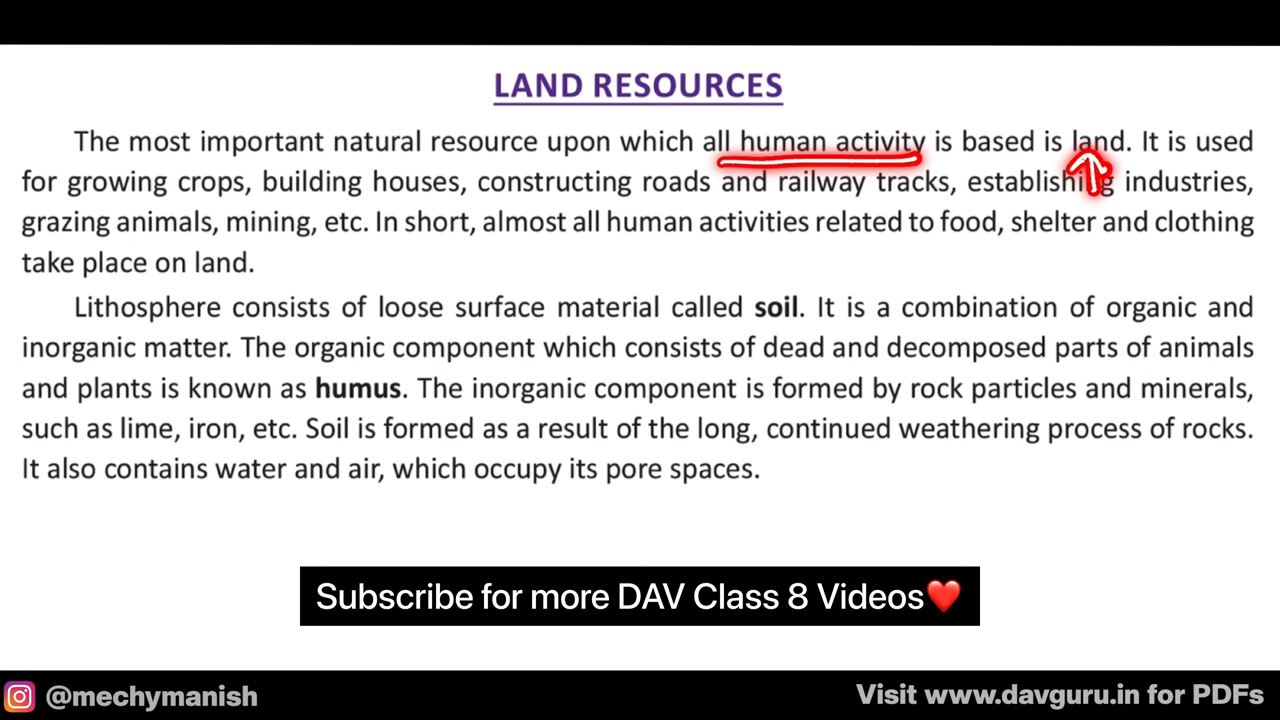 LAND RESOURCES
The most important natural resource upon which all human activity is based is land. It is used
for growing crops, building houses, constructing roads and railway tracks, establishing industries,
grazing animals, mining, etc. In short, almost all human activities related to food, shelter and clothing
take place on land.
Lithosphere consists of loose surface material called soil. It is a combination of organic and
inorganic matter. The organic component which consists of dead and decomposed parts of animals
and plants is known as humus. The inorganic component is formed by rock particles and minerals,
such as lime, iron, etc. Soil is formed as a result of the long, continued weathering process of rocks.
It also contains water and air, which occupy its pore spaces.
Subscribe for more DAV Class 8 Videos❤️
@mechymanish
Visit www.davguru.in for PDFs